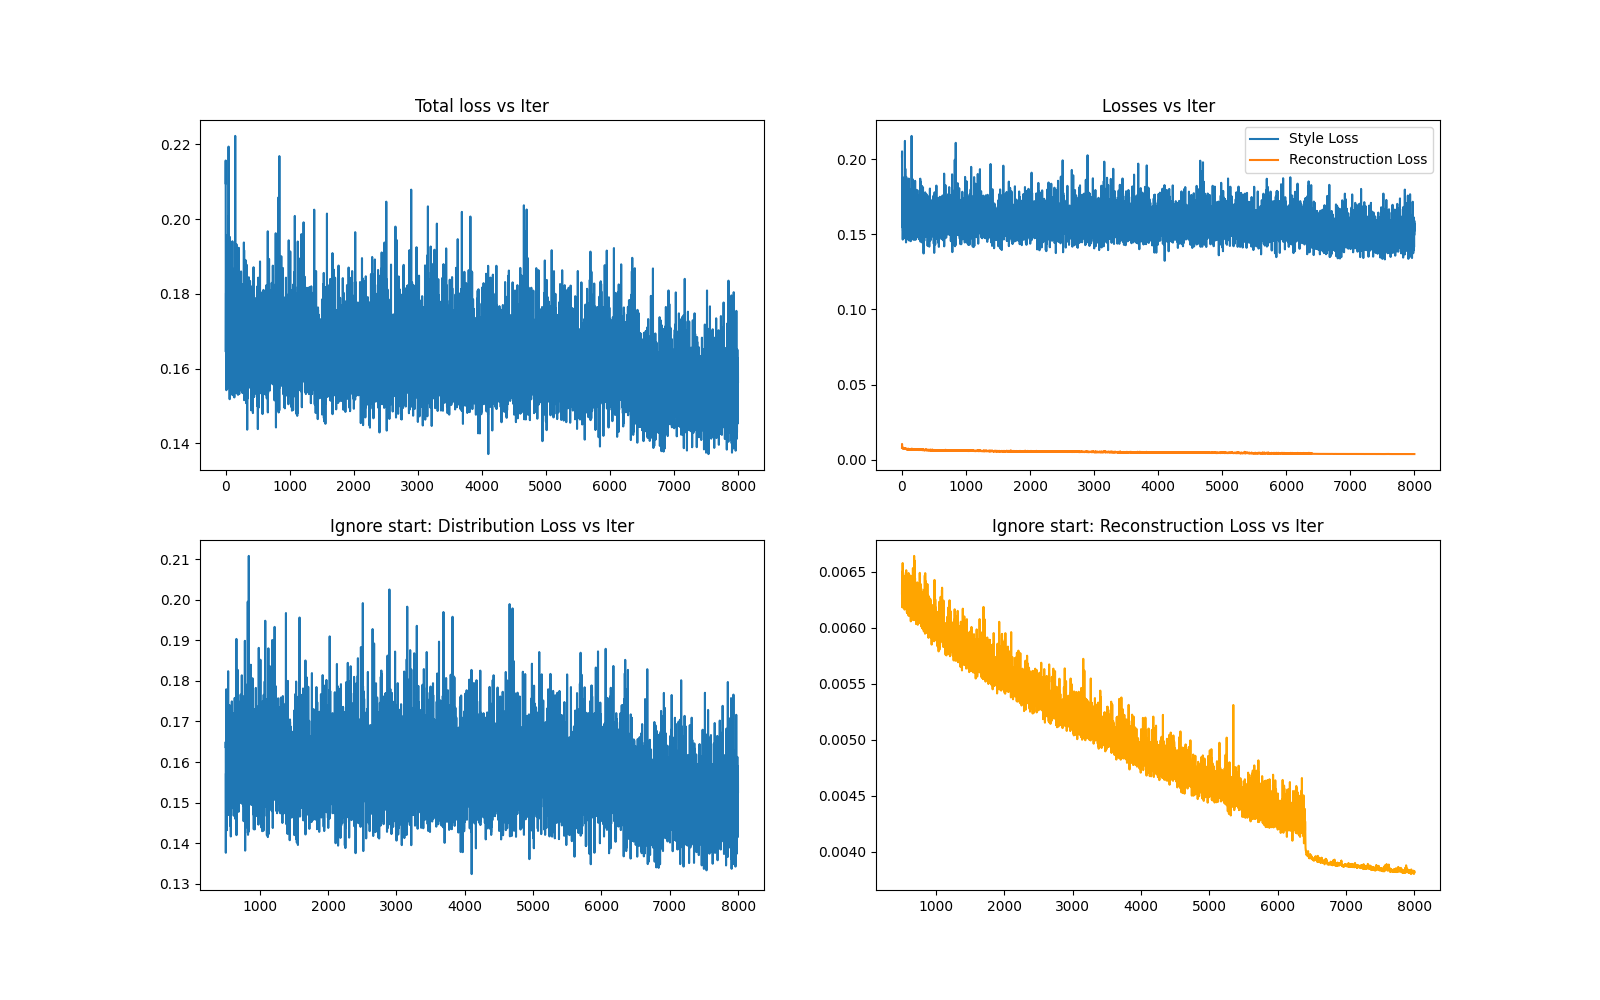 Total loss vs Iter
0.22
0.20
0.18
0.16
0.14
0 1000 2000 3000 4000 5000 6000 7000 8000
Losses vs Iter
Style Loss
Reconstruction Loss
0.20
0.15
0.10
0.05
0.00
0 1000 2000 3000 4000 5000 6000 7000 8000
Ignore start: Distribution Loss vs Iter
0.21
0.20
0.19
0.18
0.17
0.16
0.15
0.14
0.13
1000 2000 3000 4000 5000 6000 7000 8000
Ignore start: Reconstruction Loss vs Iter
0.0065
0.0060
0.0055
0.0050
0.0045
0.0040
1000 2000 3000 4000 5000 6000 7000 8000